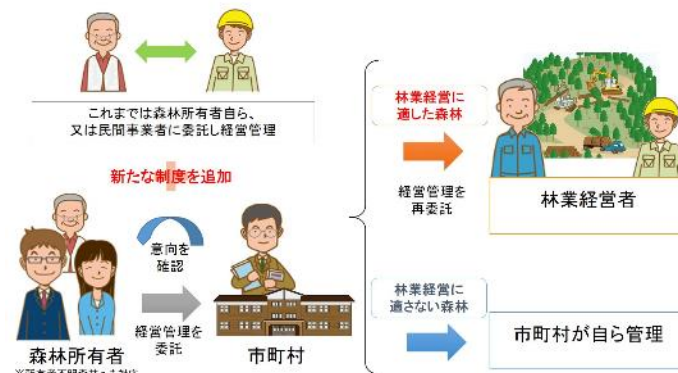 これまでは森林所有者自ら、
又は民間事業者に委託し経営管理
新たな制度を追加
意向を
確認
経営管理を
委託
森林所有者
市町村
林業経営に
適した森林
経営管理を
再委託
林業経営者
林業経営に
適さない森林
市町村が自ら管理